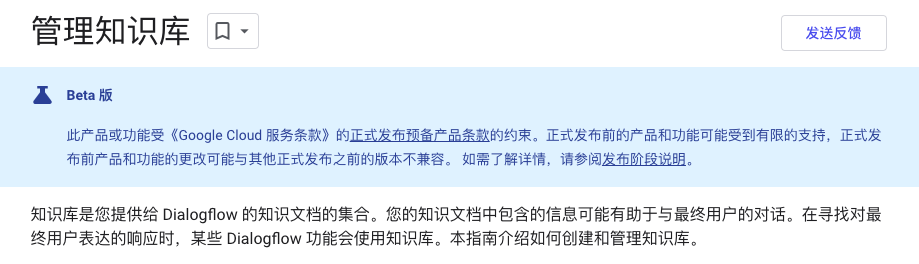 管理知识库
发送反馈
Beta 版
此产品或功能受《Google Cloud 服务条款》的正式发布预备产品条款的约束。正式发布前的产品和功能可能受到有限的支持，正式发
布前产品和功能的更改可能与其他正式发布之前的版本不兼容。 如需了解详情，请参阅发布阶段说明。
知识库是您提供给 Dialogflow 的知识文档的集合。您的知识文档中包含的信息可能有助于与最终用户的对话。在寻找对最
终用户表达的响应时，某些 Dialogflow 功能会使用知识库。本指南介绍如何创建和管理知识库。